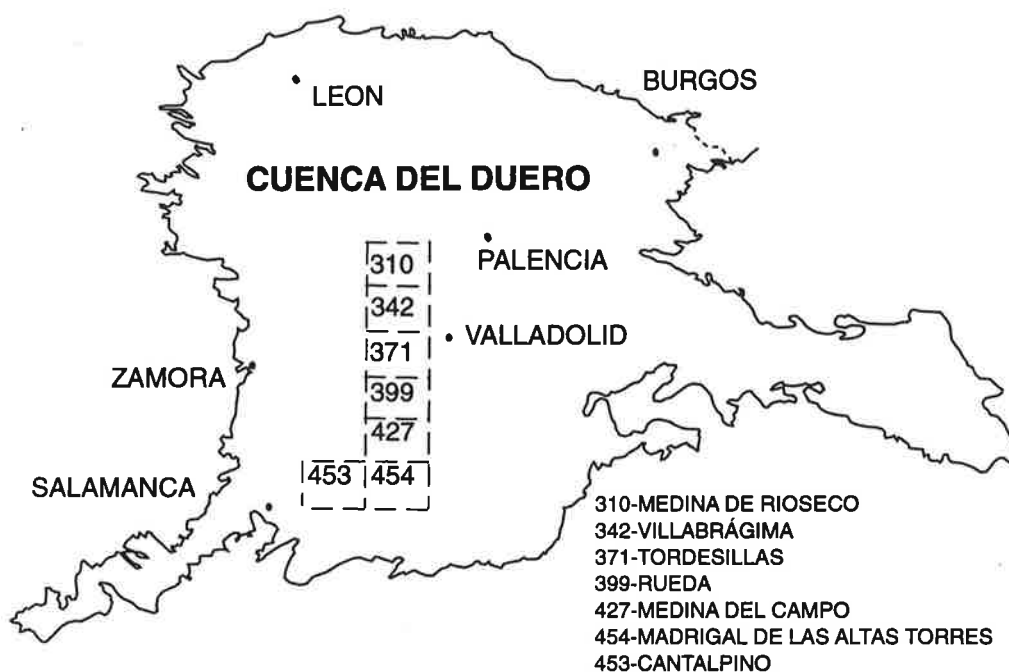 BURGOS
LEON
CUENCA DEL DUERO
PALENCIA
310
342
VALLADOLID
371
ZAMORA
399
427
SALAMANCA
453
454
310-MEDINA DE RIOSECO
342-VILLABRÁGIMA
371-TORDESILLAS
399-RUEDA
427-MEDINA DEL CAMPO
454-MADRIGAL DE LAS ALTAS TORRES
453-CANTALPINO